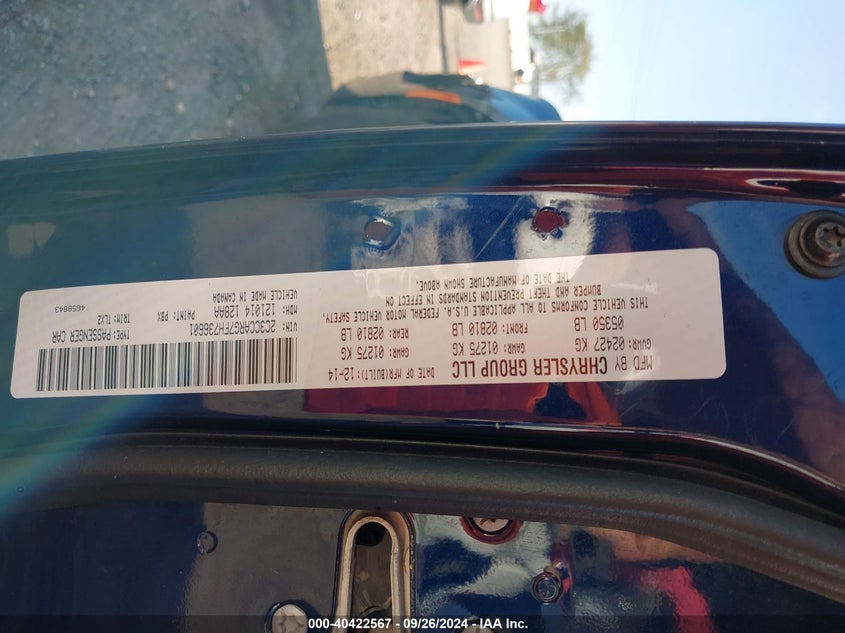 MFD BY CHRYSLER GROUP LLC
DATE OF MFR(BUILT):) 12-14
GVWR: 02427 KG
GAWR: 01275 KG
GAWR: 01275 KG
05350 LB
FRONT: 02810 LB
REAR: 02810 LB
THIS VEHICLE CONFORMS TO ALL APPLICABLE U.S.A. FEDERAL MOTOR VEHICLE SAFETY,
BUMPER AND THEFT PREVENTION STANDARDS IN EFFECT ON
THE DATE OF MANUFACTURE SHOWN ABOVE.
VIN: 2C3CCARG7FH73601
TYPE: PASSENGER CAR
MDH: 121014 128AA
PAINT: PBX
TRIM: TLX2
VEHICLE MADE IN CANADA
4658843
000-40422567 - 09/26/2024 - IAA Inc.